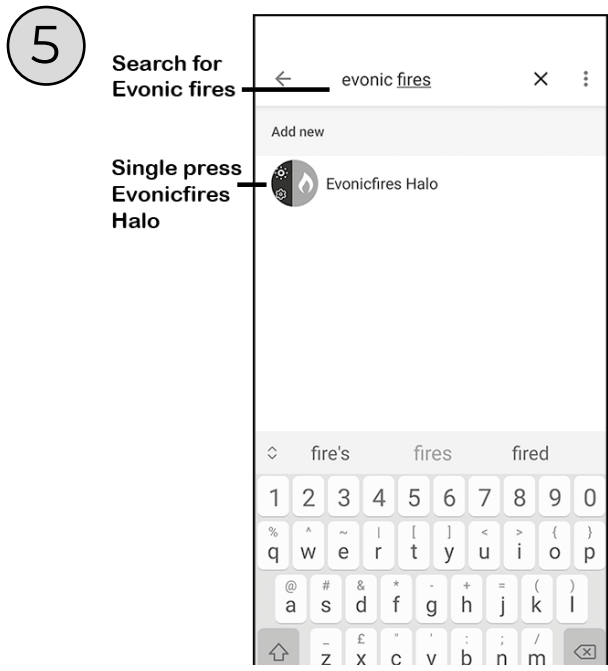 5
Search for
Evonic fires
evonic fires
Add new
Single press
Evonicfires
Halo
Evonicfires Halo
fire's fires fired
1 2 3 4 5 6 7 8 9 0
% ^ ~ | [ ] < > { }
q w e r t y u i o p
@ # & * - + = ( )
a s d f g h j k l
_ £ " ' : ; /
z x c v b n m